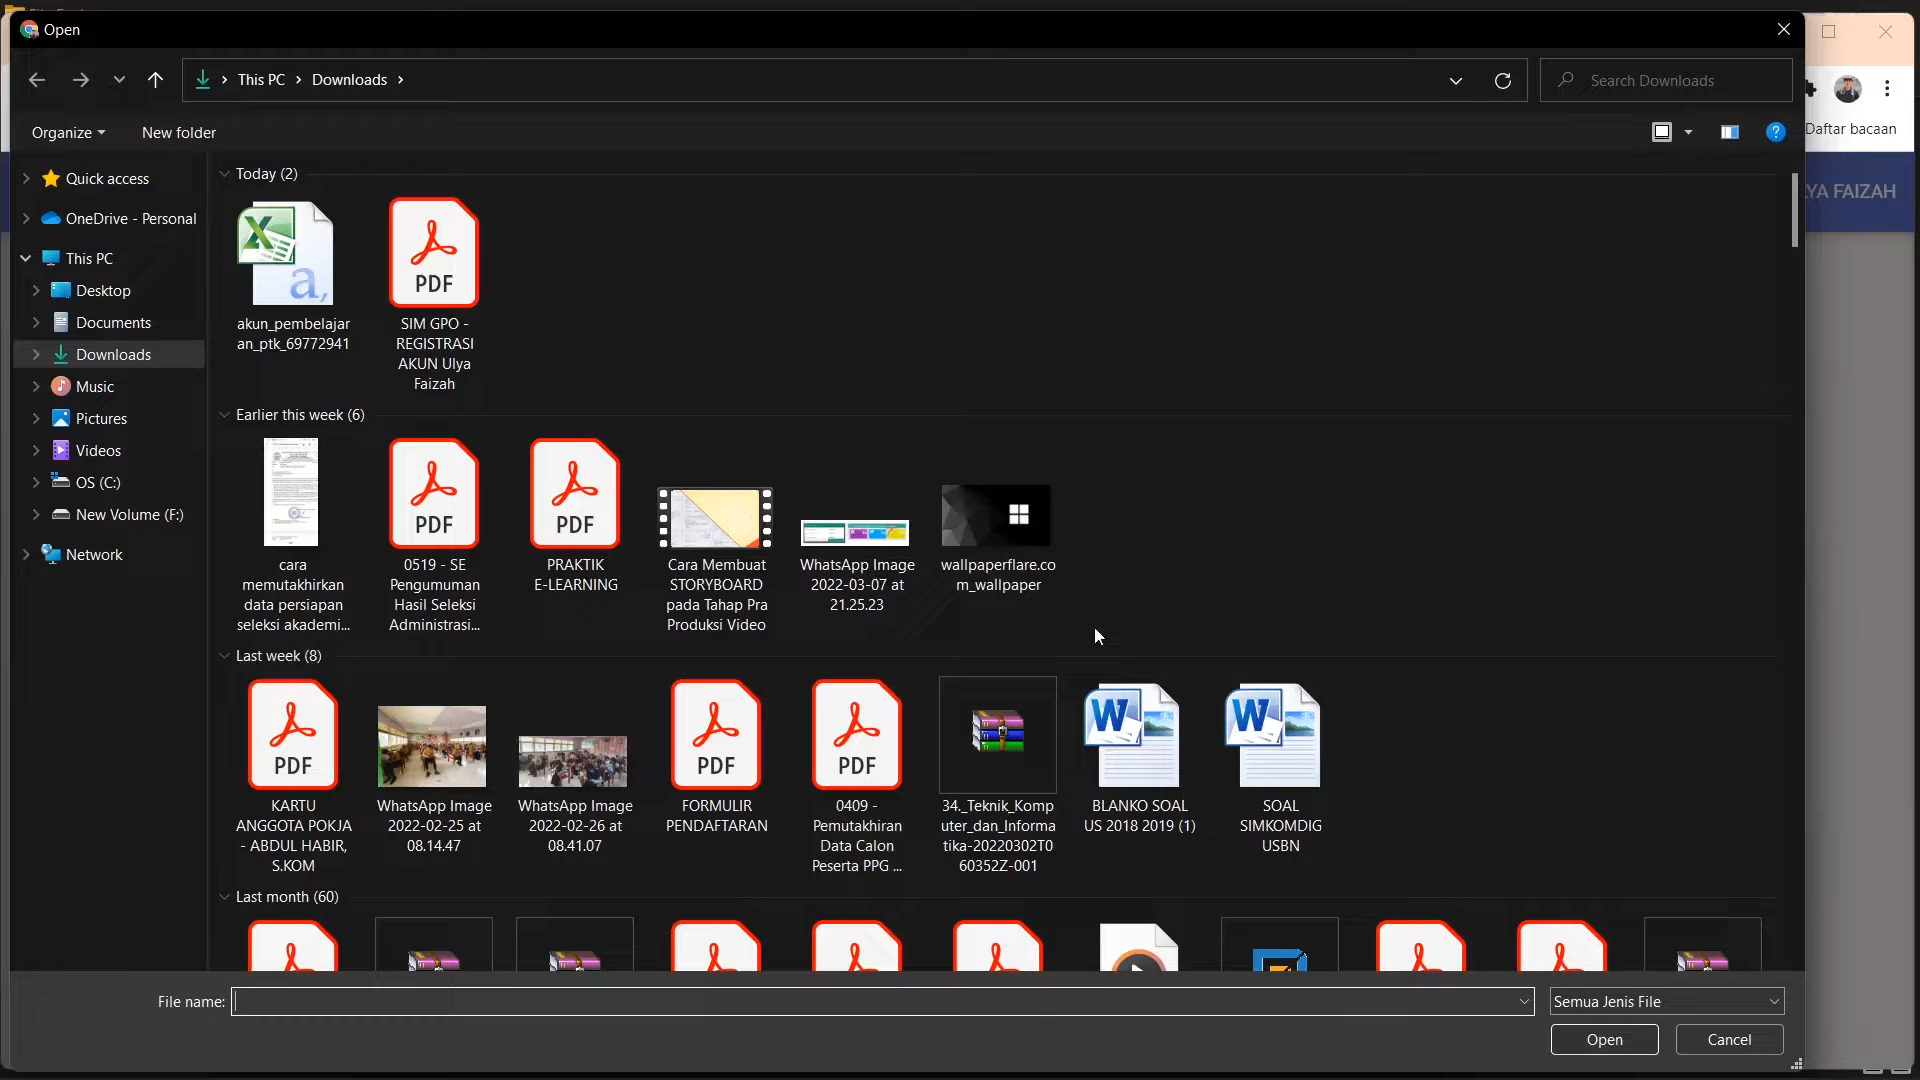 Open
This PC
Downloads
Search Downloads
Organize
New folder
Daftar bacaan
YA FAIZAH
Quick access
OneDrive - Personal
This PC
Desktop
Documents
Downloads
Music
Pictures
Videos
OS (C:)
New Volume (F:)
Network
Today (2)
a,
PDF
akun_pembelajar
an_ptk_69772941
SIM GPO -
REGISTRASI
AKUN Ulya
Faizah
Earlier this week (6)
PDF
PDF
cara
memutakhirkan
data persiapan
seleksi akademi...
0519 - SE
Pengumuman
Hasil Seleksi
Administrasi...
PRAKTIK
E-LEARNING
Cara Membuat
STORYBOARD
pada Tahap Pra
Produksi Video
WhatsApp Image
2022-03-07 at
21.25.23
wallpaperflare.co
m_wallpaper
Last week (8)
PDF
PDF
PDF
W
W
KARTU
ANGGOTA POKJA
- ABDUL HABIR,
S.KOM
WhatsApp Image
2022-02-25 at
08.14.47
WhatsApp Image
2022-02-26 at
08.41.07
FORMULIR
PENDAFTARAN
0409 -
Pemutakhiran
Data Calon
Peserta PPG ...
34._Teknik_Komp
uter_dan_Informa
tika-20220302T0
60352Z-001
BLANKO SOAL
US 2018 2019 (1)
SOAL
SIMKOMDIG
USBN
Last month (60)
File name:
Semua Jenis File
Open
Cancel